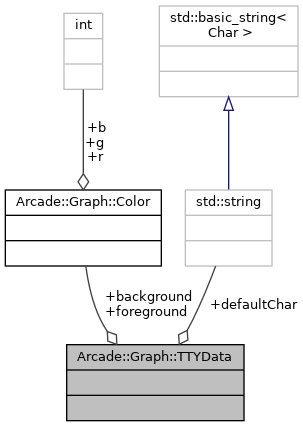 int
std::basic_string<
Char >
+b
+g
+r
Arcade::Graph::Color
std::string
+background
+foreground
+defaultChar
Arcade::Graph::TTYData